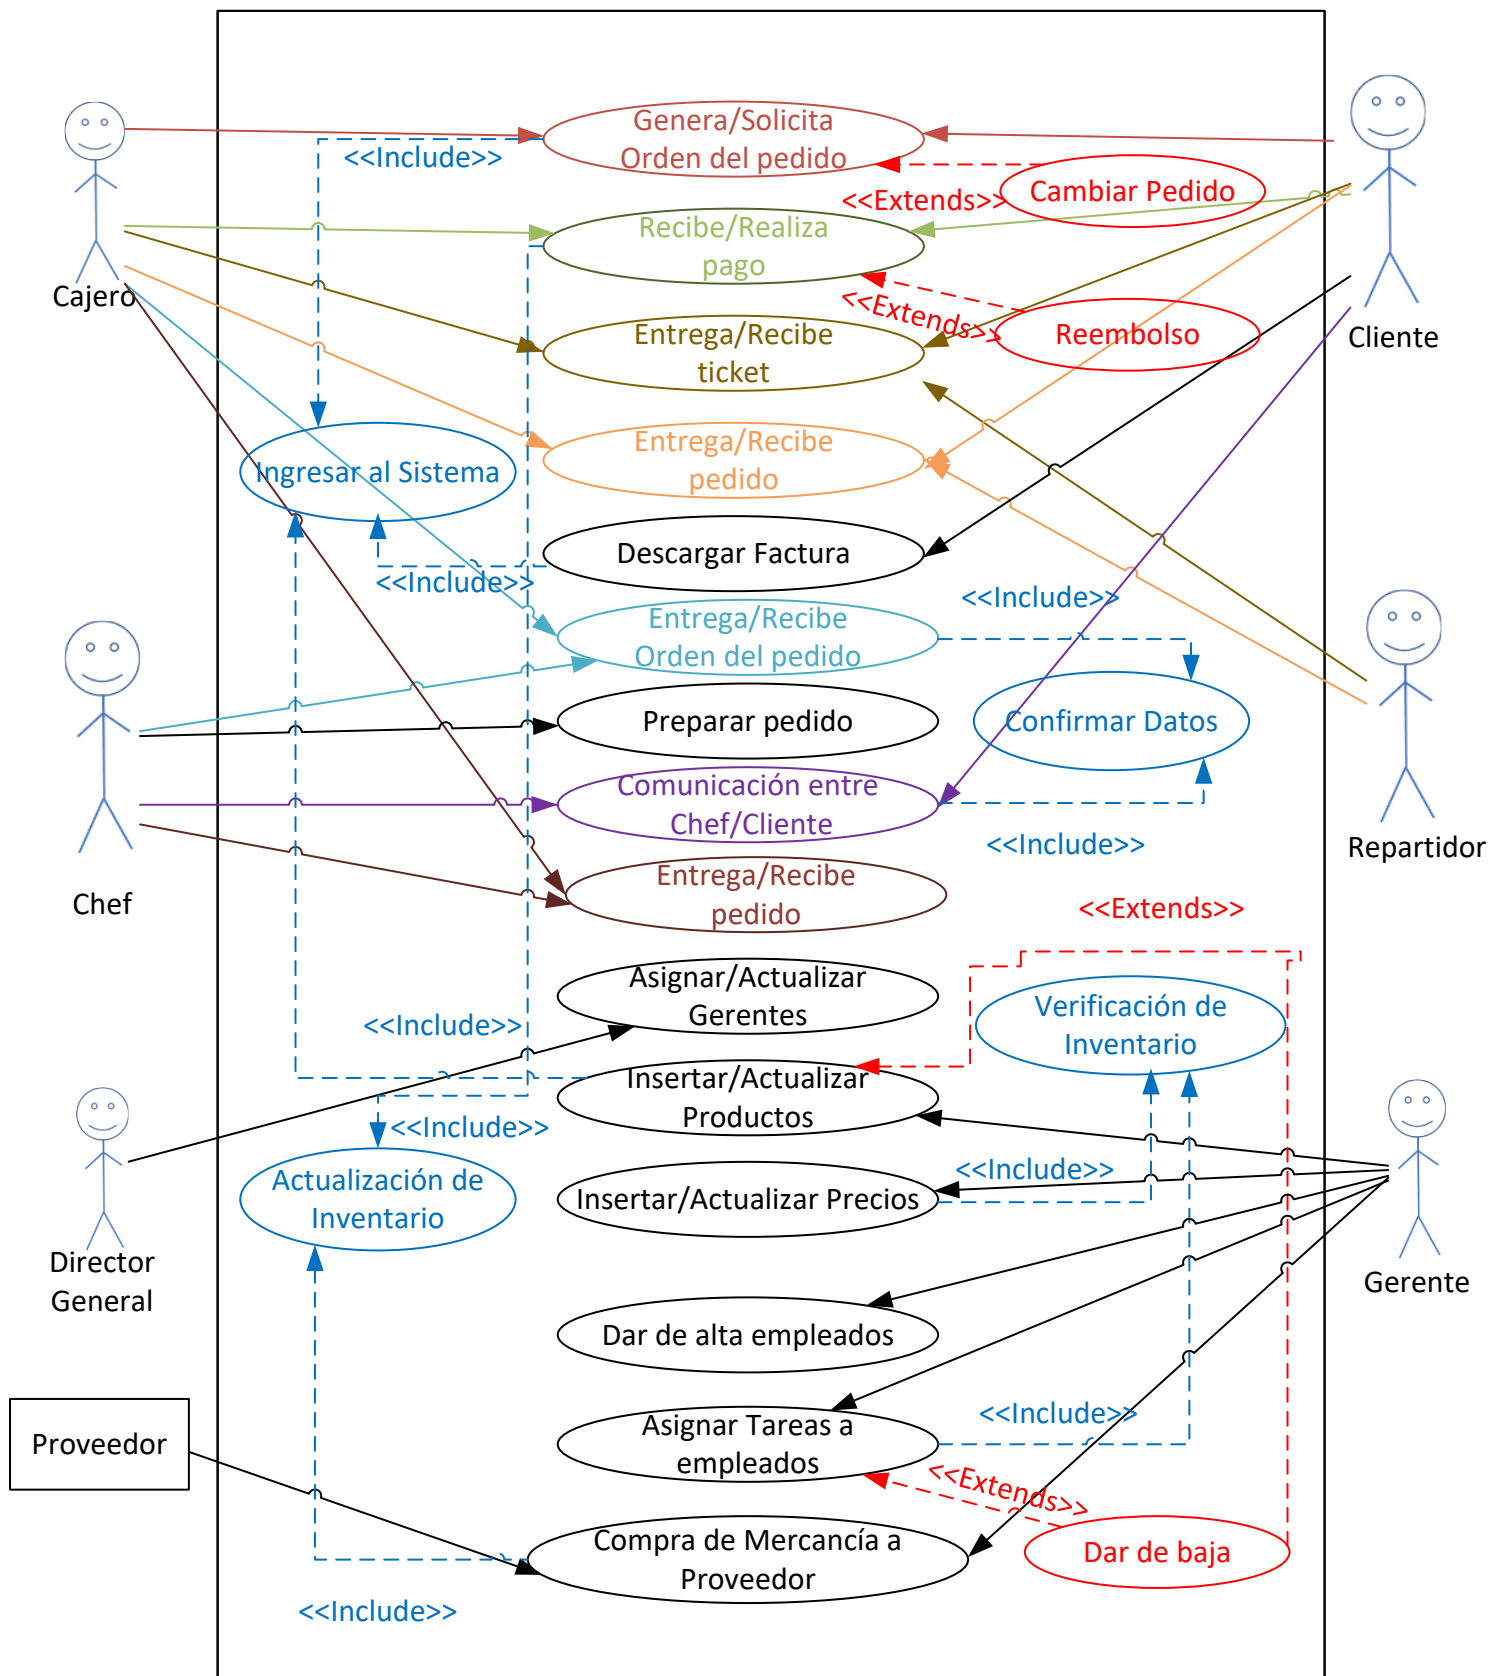 Genera/Solicita
Orden del pedido
<<Include>>
Cambiar Pedido
<<Extends>>
Recibe/Realiza
pago
Cajero
<<Extends>>
Reembolso
Cliente
Entrega/Recibe
ticket
Entrega/Recibe
pedido
Ingresar al Sistema
Descargar Factura
<<Include>>
<<Include>>
Entrega/Recibe
Orden del pedido
Preparar pedido
Confirmar Datos
Comunicación entre
Chef/Cliente
<<Include>>
Repartidor
Chef
Entrega/Recibe
pedido
<<Extends>>
Asignar/Actualizar
Gerentes
Verificación de
Inventario
<<Include>>
Insertar/Actualizar
Productos
<<Include>>
<<Include>>
Actualización de
Inventario
Insertar/Actualizar Precios
Director
General
Gerente
Dar de alta empleados
Proveedor
Asignar Tareas a
empleados
<<Include>>
<<Extends>>
Compra de Mercancía a
Proveedor
Dar de baja
<<Include>>